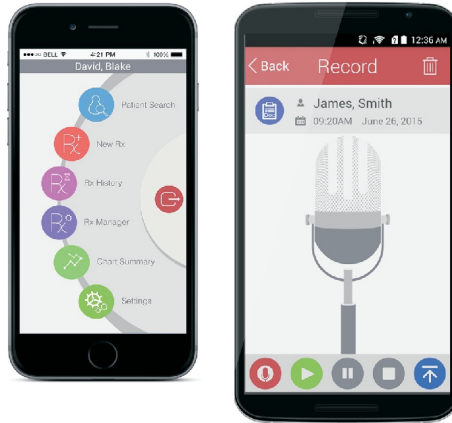 BELL 4:21 PM 100%
David, Blake
Patient Search
New Rx
Rx History
Rx Manager
Chart Summary
Settings
12:36 AM
Back Record
James, Smith
09:20AM June 26, 2015